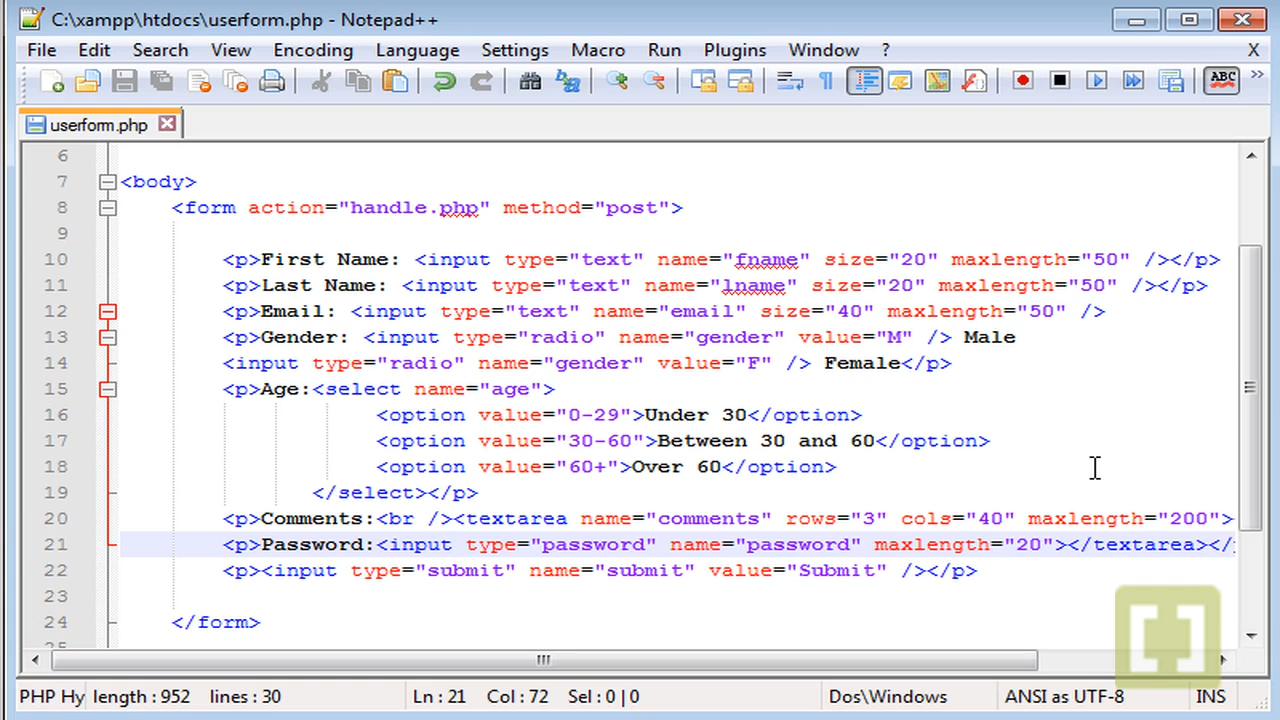 C:\xampp\htdocs\userform.php - Notepad++
File Edit Search View Encoding Language Settings Macro Run Plugins Window ? X
ABC
userform.php
6
7 <body>
8 <form action="handle.php" method="post">
9
10 <p>First Name: <input type="text" name="fname" size="20" maxlength="50" /></p>
11 <p>Last Name: <input type="text" name="lname" size="20" maxlength="50" /></p>
12 <p>Email: <input type="text" name="email" size="40" maxlength="50" />
13 <p>Gender: <input type="radio" name="gender" value="M" /> Male
14 <input type="radio" name="gender" value="F" /> Female</p>
15 <p>Age:<select name="age">
16 <option value="0-29">Under 30</option>
17 <option value="30-60">Between 30 and 60</option>
18 <option value="60+">Over 60</option>
19 </select></p>
20 <p>Comments:<br /><textarea name="comments" rows="3" cols="40" maxlength="200">
21 <p>Password:<input type="password" name="password" maxlength="20"></textarea></
22 <p><input type="submit" name="submit" value="Submit" /></p>
23
24 </form>
PHP Hy length : 952 lines : 30 Ln : 21 Col : 72 Sel : 0 | 0 Dos\Windows ANSI as UTF-8 INS